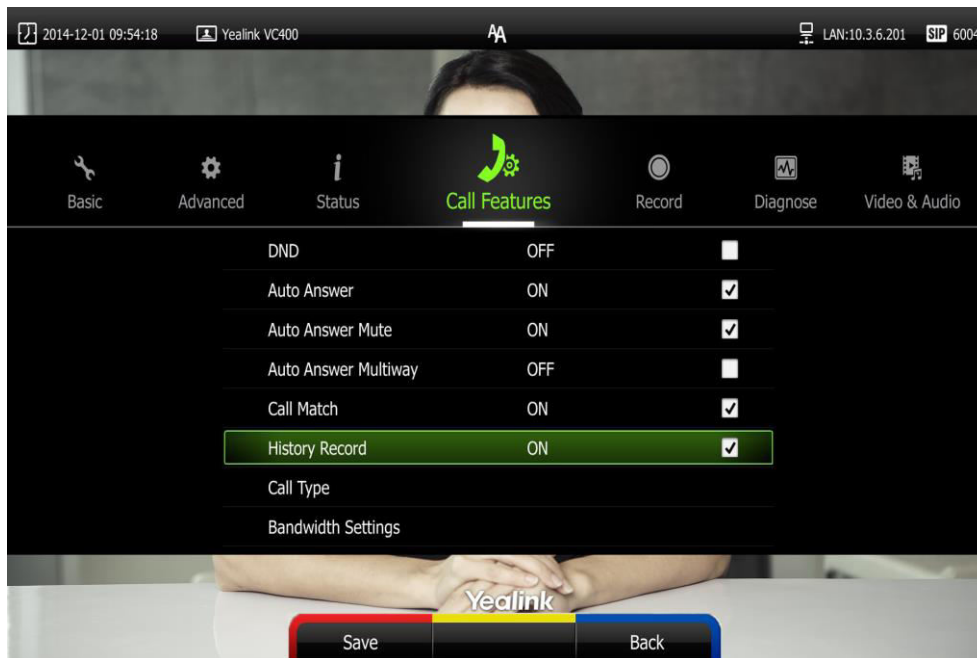 2014-12-01 09:54:18 Yealink VC400 AA LAN:10.3.6.201 SIP 6004
Basic Advanced Status Call Features Record Diagnose Video & Audio
DND OFF
Auto Answer ON
Auto Answer Mute ON
Auto Answer Multiway OFF
Call Match ON
History Record ON
Call Type
Bandwidth Settings
Yealink
Save Back